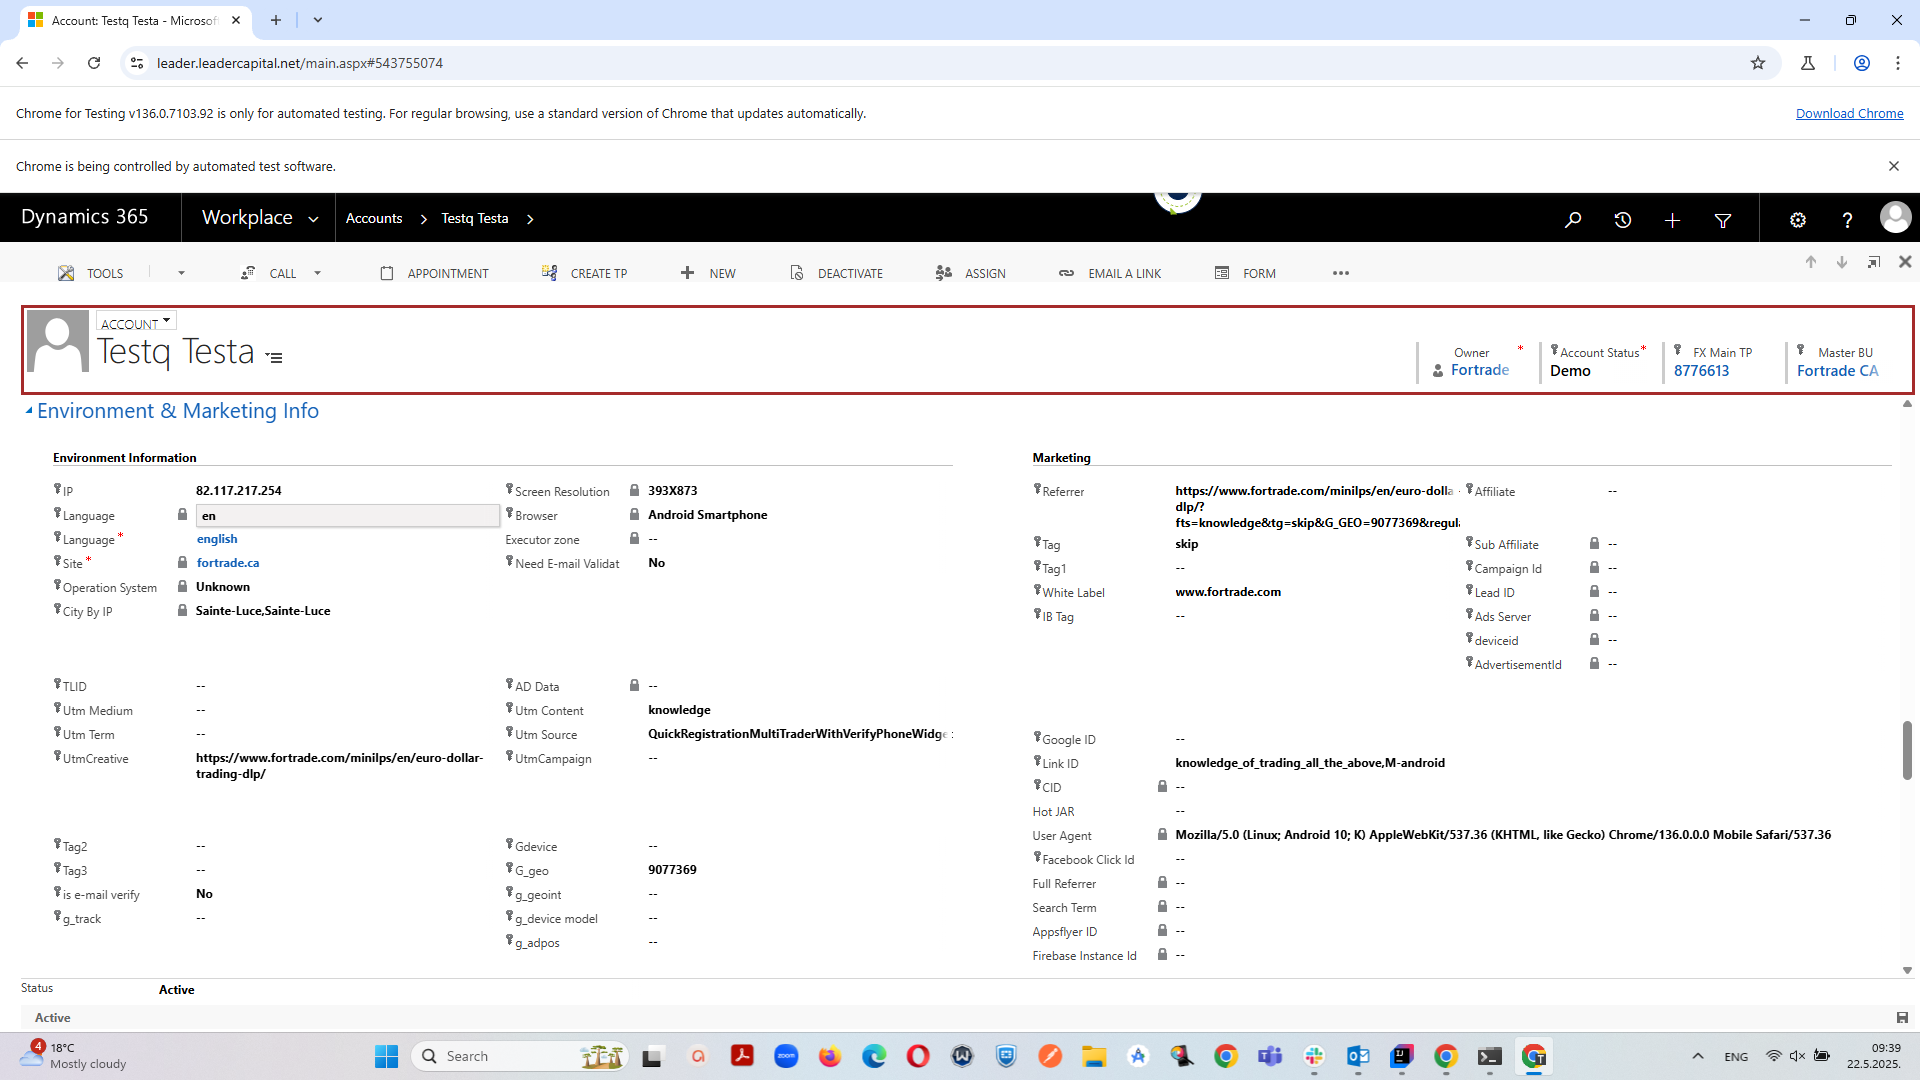 Account: Testq Testa - Microsof
leader.leadercapital.net/main.aspx#543755074
Chrome for Testing v136.0.7103.92 is only for automated testing. For regular browsing, use a standard version of Chrome that updates automatically.
Download Chrome
Chrome is being controlled by automated test software.
Dynamics 365
Workplace
Accounts
Testq Testa
TOOLS
CALL
APPOINTMENT
CREATE TP
NEW
DEACTIVATE
ASSIGN
EMAIL A LINK
FORM
ACCOUNT
Testq Testa
Owner *
Fortrade
Account Status*
Demo
FX Main TP
8776613
Master BU
Fortrade CA
Environment & Marketing Info
Environment Information
IP 82.117.217.254
Language en
Language* english
Site* fortrade.ca
Operation System Unknown
City By IP Sainte-Luce,Sainte-Luce
Screen Resolution 393X873
Browser Android Smartphone
Executor zone --
Need E-mail Validat No
TLID --
Utm Medium --
Utm Term --
UtmCreative https://www.fortrade.com/minilps/en/euro-dollar-
trading-dlp/
AD Data --
Utm Content knowledge
Utm Source QuickRegistrationMultiTraderWithVerifyPhoneWidge
UtmCampaign --
Tag2 --
Tag3 --
is e-mail verify No
g_track --
Gdevice --
G_geo 9077369
g_geoint --
g_device model --
g_adpos --
Marketing
Referrer https://www.fortrade.com/minilps/en/euro-dolla
dlp/?
fts=knowledge&tg=skip&G_GEO=9077369&regul
Tag skip
Tag1 --
White Label www.fortrade.com
IB Tag --
Affiliate --
Sub Affiliate --
Campaign Id --
Lead ID --
Ads Server --
deviceid --
AdvertisementId --
Google ID --
Link ID knowledge_of_trading_all_the_above,M-android
CID --
Hot JAR --
User Agent Mozilla/5.0 (Linux; Android 10; K) AppleWebKit/537.36 (KHTML, like Gecko) Chrome/136.0.0.0 Mobile Safari/537.36
Facebook Click Id --
Full Referrer --
Search Term --
Appsflyer ID --
Firebase Instance Id --
Status Active
Active
4
18°C
Mostly cloudy
Search
zoom
ENG
09:39
22.5.2025.